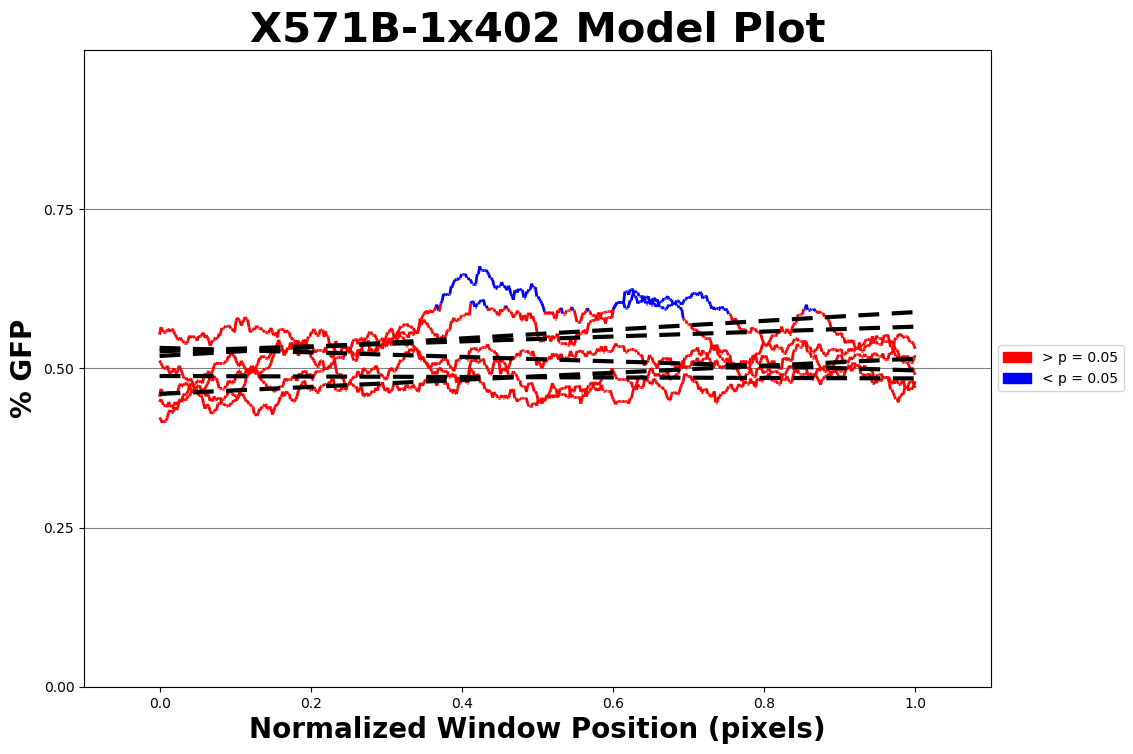 X571B-1x402 Model Plot
% GFP
0.75
0.50
0.25
0.00
0.0 0.2 0.4 0.6 0.8 1.0
Normalized Window Position (pixels)
> p = 0.05
< p = 0.05